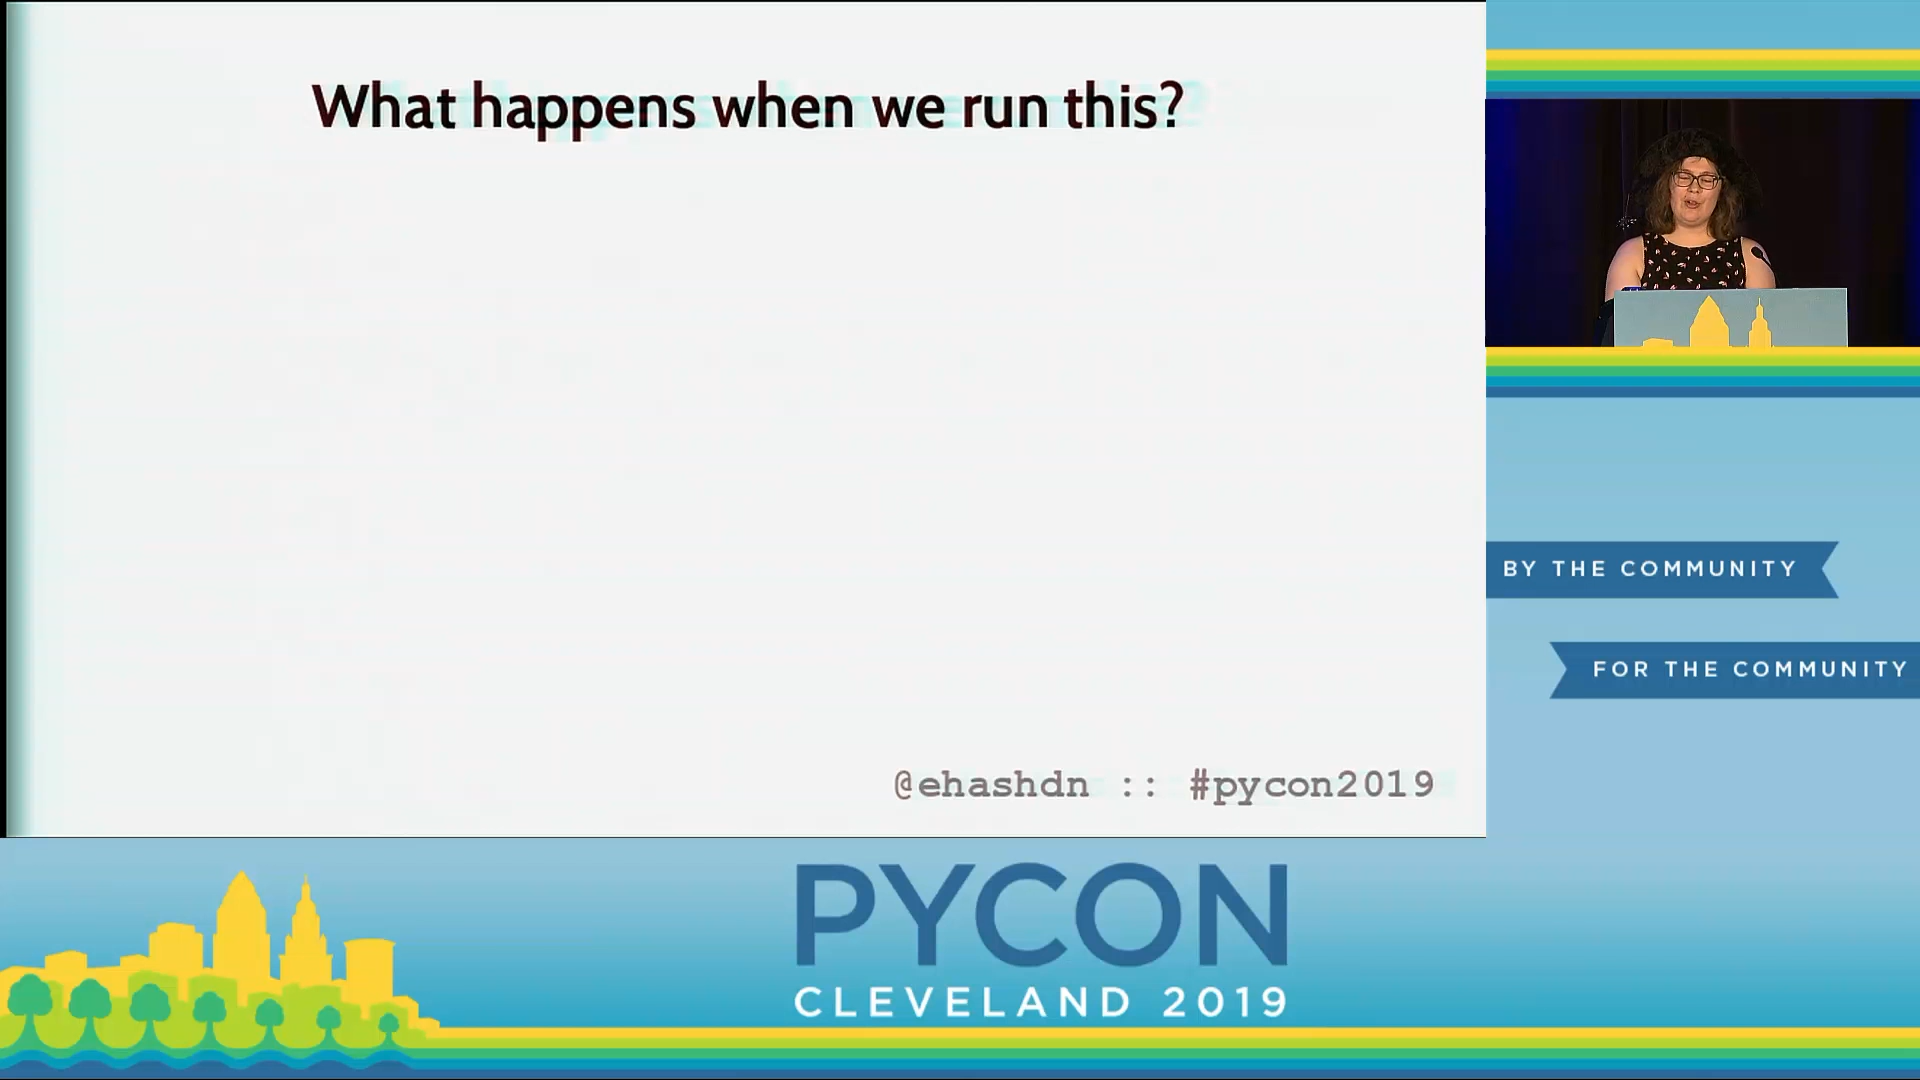 What happens when we run this?
@ehashdn :: #pycon2019
BY THE COMMUNITY
FOR THE COMMUNITY
PYCON
CLEVELAND 2019